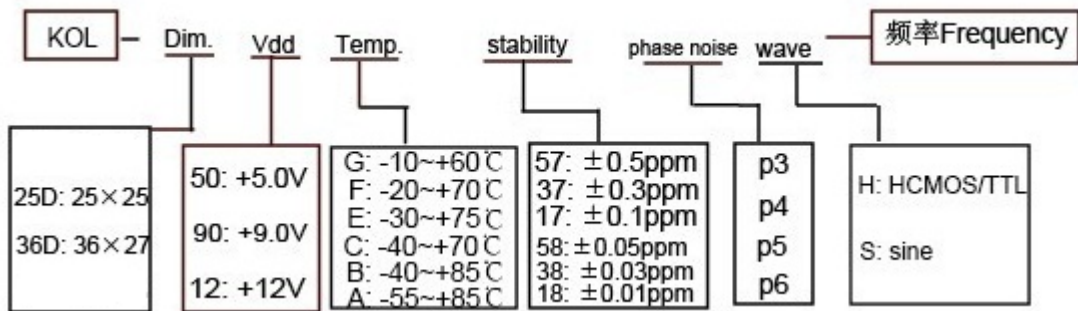 KOL – Dim. Vdd Temp. stability phase noise wave — 频率Frequency
25D: 25×25
36D: 36×27
50: +5.0V
90: +9.0V
12: +12V
G: -10~+60℃
F: -20~+70℃
E: -30~+75℃
C: -40~+70℃
B: -40~+85℃
A: -55~+85℃
57: ±0.5ppm
37: ±0.3ppm
17: ±0.1ppm
58: ±0.05ppm
38: ±0.03ppm
18: ±0.01ppm
p3
p4
p5
p6
H: HCMOS/TTL
S: sine